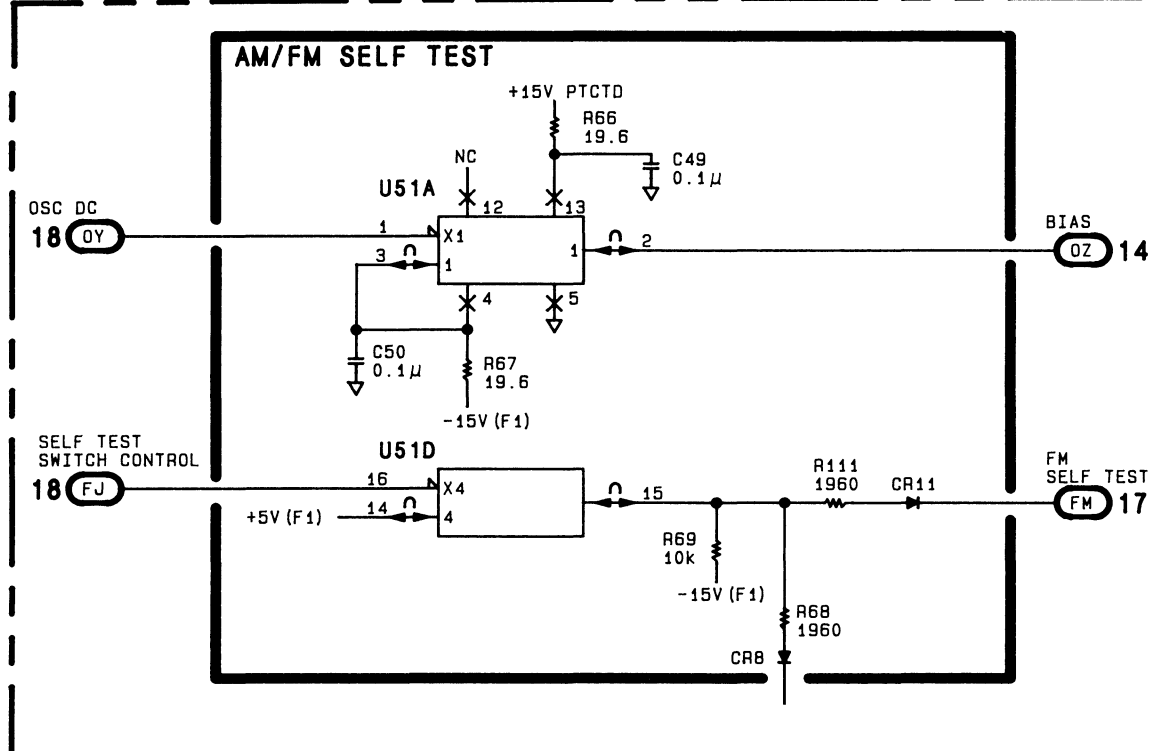 AM/FM SELF TEST
+15V PTCTD
R66
19.6
NC
C49
0.1µ
U51A
12
13
OSC DC
18 OY
1
X1
3
1
1
2
BIAS
OZ 14
4
5
C50
0.1µ
R67
19.6
-15V(F1)
SELF TEST
SWITCH CONTROL
18 FJ
U51D
16
X4
+5V(F1)
14
4
15
R111
1960
CR11
FM
SELF TEST
FM 17
R69
10k
-15V(F1)
R68
1960
CR8